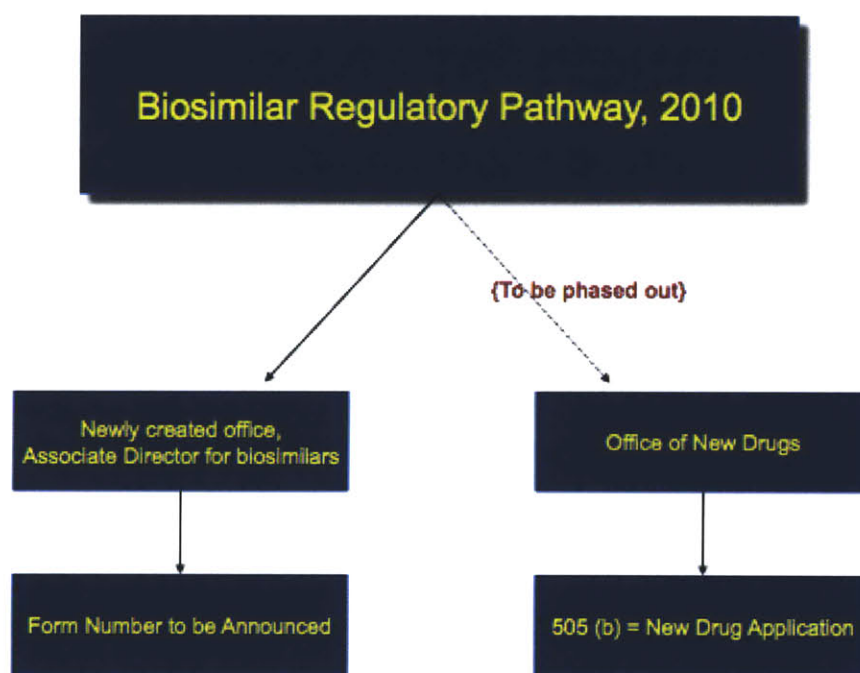 Biosimilar Regulatory Pathway, 2010
{To be phased out}
Newly created office,
Associate Director for biosimilars
Office of New Drugs
Form Number to be Announced
505 (b) = New Drug Application